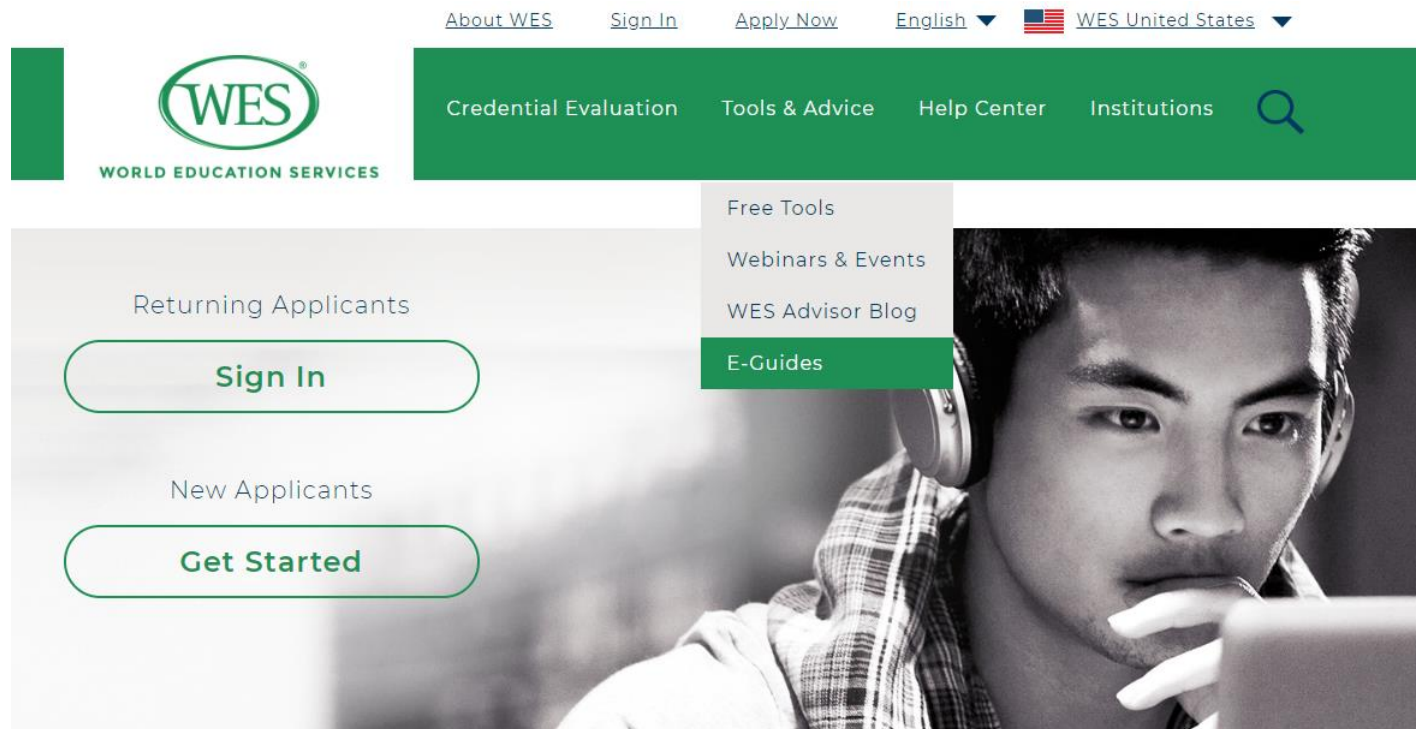 About WES Sign In Apply Now English WES United States
WES®
WORLD EDUCATION SERVICES
Credential Evaluation Tools & Advice Help Center Institutions
Free Tools
Webinars & Events
WES Advisor Blog
E-Guides
Returning Applicants
Sign In
New Applicants
Get Started